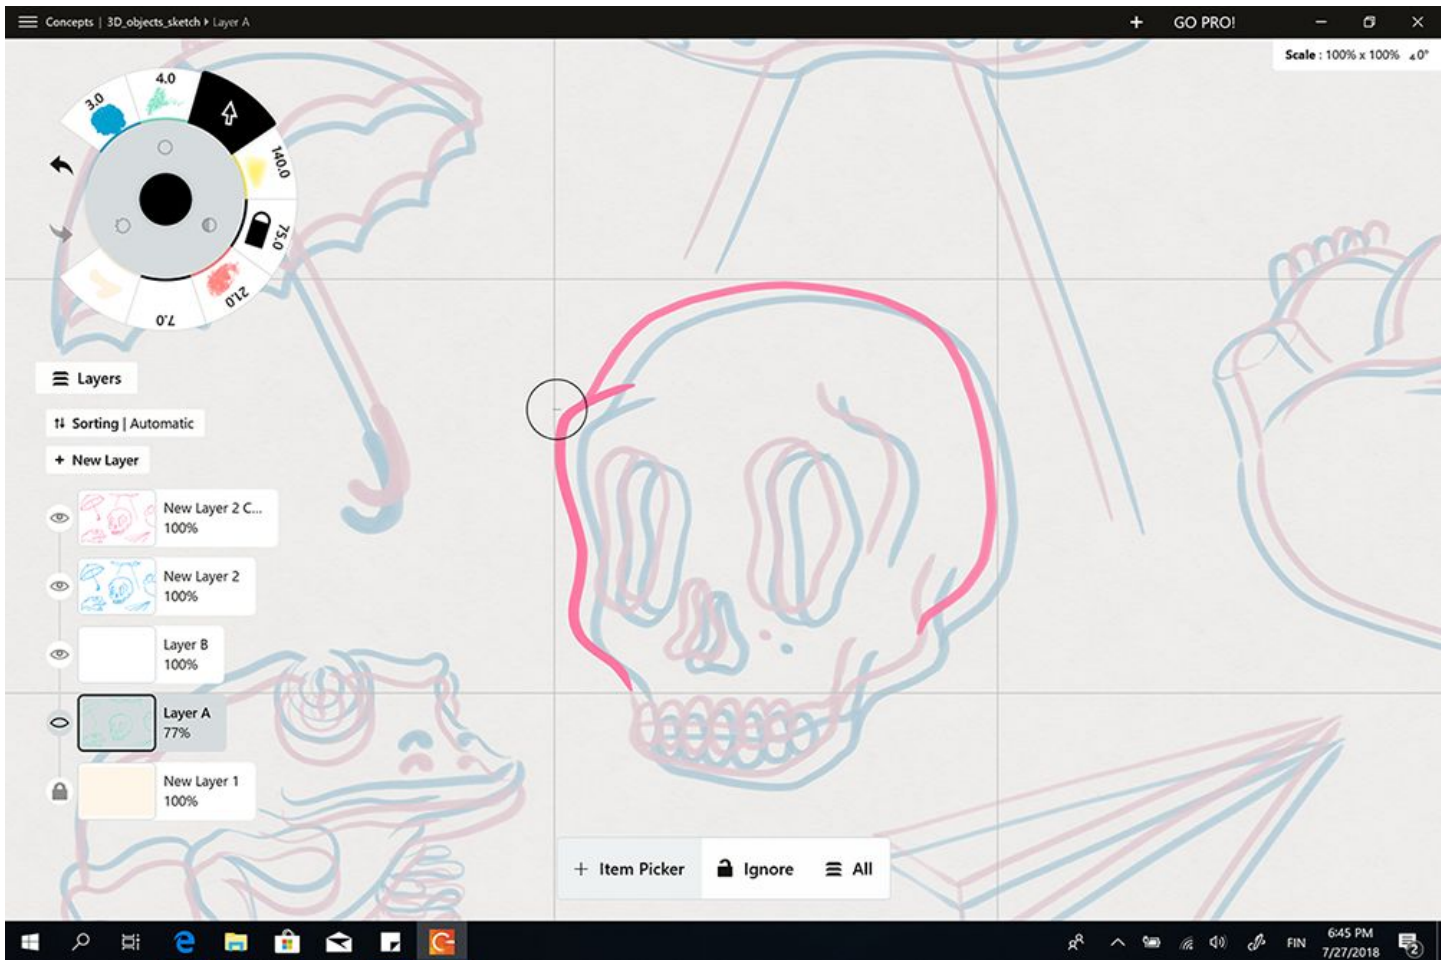 Concepts | 3D_objects_sketch ▸ Layer A
+ GO PRO!
Scale : 100% x 100% ∡ 0°
3.0
4.0
140.0
75.0
21.0
7.0
Layers
Sorting | Automatic
+ New Layer
New Layer 2 C...
100%
New Layer 2
100%
Layer B
100%
Layer A
77%
New Layer 1
100%
+ Item Picker
Ignore
All
FIN
6:45 PM
7/27/2018
2